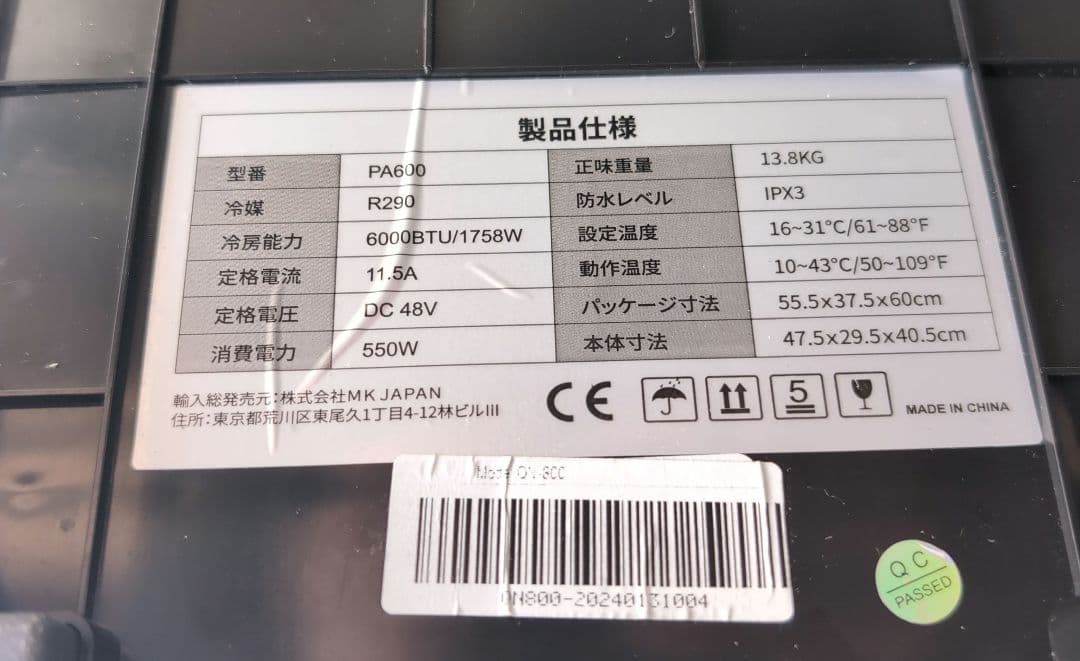 製品仕様
型番 PA600 正味重量 13.8KG
冷媒 R290 防水レベル IPX3
冷房能力 6000BTU/1758W 設定温度 16~31°C/61~88°F
定格電流 11.5A 動作温度 10~43°C/50~109°F
定格電圧 DC 48V パッケージ寸法 55.5x37.5x60cm
消費電力 550W 本体寸法 47.5x29.5x40.5cm
輸入総発売元:株式会社MK JAPAN
住所:東京都荒川区東尾久1丁目4-12林ビルIII
CE 5 MADE IN CHINA
QN800-20240131004
QC
PASSED